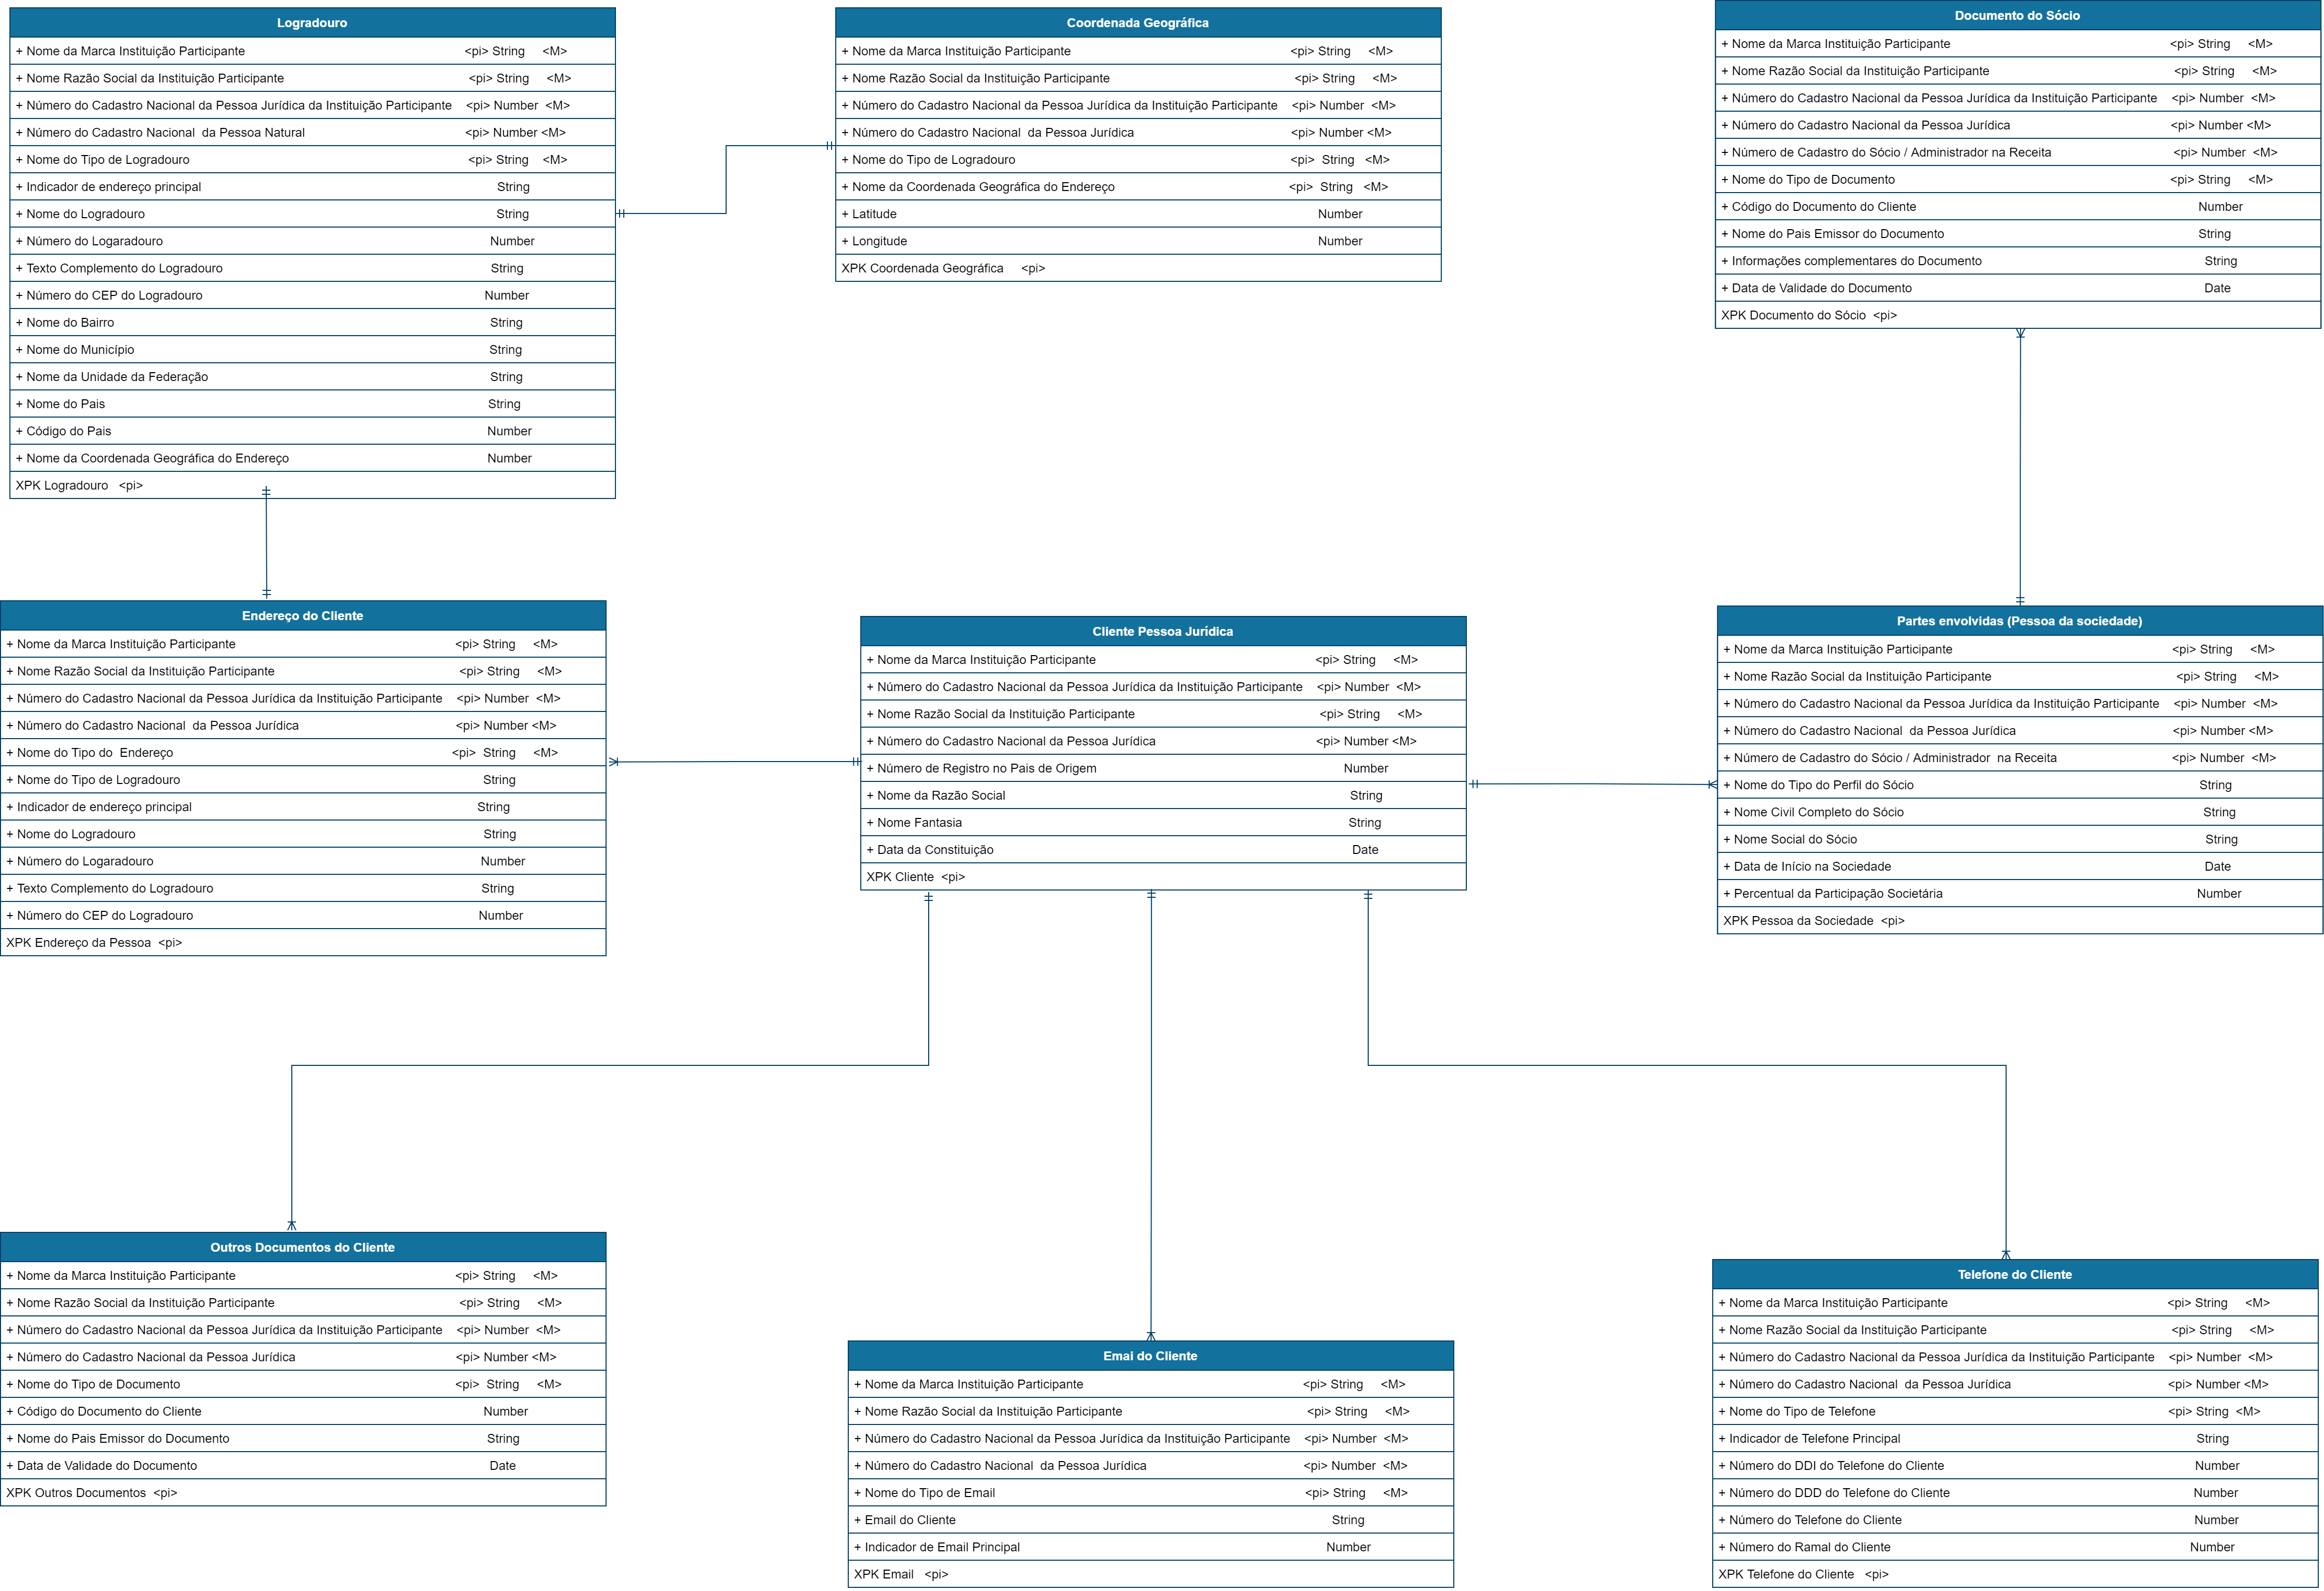 Logradouro
+ Nome da Marca Instituição Participante <pi> String <M>
+ Nome Razão Social da Instituição Participante <pi> String <M>
+ Número do Cadastro Nacional da Pessoa Jurídica da Instituição Participante <pi> Number <M>
+ Número do Cadastro Nacional da Pessoa Natural <pi> Number <M>
+ Nome do Tipo de Logradouro <pi> String <M>
+ Indicador de endereço principal String
+ Nome do Logradouro String
+ Número do Logaradouro Number
+ Texto Complemento do Logradouro String
+ Número do CEP do Logradouro Number
+ Nome do Bairro String
+ Nome do Município String
+ Nome da Unidade da Federação String
+ Nome do Pais String
+ Código do Pais Number
+ Nome da Coordenada Geográfica do Endereço Number
XPK Logradouro <pi>
Coordenada Geográfica
+ Nome da Marca Instituição Participante <pi> String <M>
+ Nome Razão Social da Instituição Participante <pi> String <M>
+ Número do Cadastro Nacional da Pessoa Jurídica da Instituição Participante <pi> Number <M>
+ Número do Cadastro Nacional da Pessoa Jurídica <pi> Number <M>
+ Nome do Tipo de Logradouro <pi> String <M>
+ Nome da Coordenada Geográfica do Endereço <pi> String <M>
+ Latitude Number
+ Longitude Number
XPK Coordenada Geográfica <pi>
Documento do Sócio
+ Nome da Marca Instituição Participante <pi> String <M>
+ Nome Razão Social da Instituição Participante <pi> String <M>
+ Número do Cadastro Nacional da Pessoa Jurídica da Instituição Participante <pi> Number <M>
+ Número do Cadastro Nacional da Pessoa Jurídica <pi> Number <M>
+ Número de Cadastro do Sócio / Administrador na Receita <pi> Number <M>
+ Nome do Tipo de Documento <pi> String <M>
+ Código do Documento do Cliente Number
+ Nome do Pais Emissor do Documento String
+ Informações complementares do Documento String
+ Data de Validade do Documento Date
XPK Documento do Sócio <pi>
Endereço do Cliente
+ Nome da Marca Instituição Participante <pi> String <M>
+ Nome Razão Social da Instituição Participante <pi> String <M>
+ Número do Cadastro Nacional da Pessoa Jurídica da Instituição Participante <pi> Number <M>
+ Número do Cadastro Nacional da Pessoa Jurídica <pi> Number <M>
+ Nome do Tipo do Endereço <pi> String <M>
+ Nome do Tipo de Logradouro String
+ Indicador de endereço principal String
+ Nome do Logradouro String
+ Número do Logaradouro Number
+ Texto Complemento do Logradouro String
+ Número do CEP do Logradouro Number
XPK Endereço da Pessoa <pi>
Cliente Pessoa Jurídica
+ Nome da Marca Instituição Participante <pi> String <M>
+ Número do Cadastro Nacional da Pessoa Jurídica da Instituição Participante <pi> Number <M>
+ Nome Razão Social da Instituição Participante <pi> String <M>
+ Número do Cadastro Nacional da Pessoa Jurídica <pi> Number <M>
+ Número de Registro no Pais de Origem Number
+ Nome da Razão Social String
+ Nome Fantasia String
+ Data da Constituição Date
XPK Cliente <pi>
Partes envolvidas (Pessoa da sociedade)
+ Nome da Marca Instituição Participante <pi> String <M>
+ Nome Razão Social da Instituição Participante <pi> String <M>
+ Número do Cadastro Nacional da Pessoa Jurídica da Instituição Participante <pi> Number <M>
+ Número do Cadastro Nacional da Pessoa Jurídica <pi> Number <M>
+ Número de Cadastro do Sócio / Administrador na Receita <pi> Number <M>
+ Nome do Tipo do Perfil do Sócio String
+ Nome Civil Completo do Sócio String
+ Nome Social do Sócio String
+ Data de Início na Sociedade Date
+ Percentual da Participação Societária Number
XPK Pessoa da Sociedade <pi>
Outros Documentos do Cliente
+ Nome da Marca Instituição Participante <pi> String <M>
+ Nome Razão Social da Instituição Participante <pi> String <M>
+ Número do Cadastro Nacional da Pessoa Jurídica da Instituição Participante <pi> Number <M>
+ Número do Cadastro Nacional da Pessoa Jurídica <pi> Number <M>
+ Nome do Tipo de Documento <pi> String <M>
+ Código do Documento do Cliente Number
+ Nome do Pais Emissor do Documento String
+ Data de Validade do Documento Date
XPK Outros Documentos <pi>
Emai do Cliente
+ Nome da Marca Instituição Participante <pi> String <M>
+ Nome Razão Social da Instituição Participante <pi> String <M>
+ Número do Cadastro Nacional da Pessoa Jurídica da Instituição Participante <pi> Number <M>
+ Número do Cadastro Nacional da Pessoa Jurídica <pi> Number <M>
+ Nome do Tipo de Email <pi> String <M>
+ Email do Cliente String
+ Indicador de Email Principal Number
XPK Email <pi>
Telefone do Cliente
+ Nome da Marca Instituição Participante <pi> String <M>
+ Nome Razão Social da Instituição Participante <pi> String <M>
+ Número do Cadastro Nacional da Pessoa Jurídica da Instituição Participante <pi> Number <M>
+ Número do Cadastro Nacional da Pessoa Jurídica <pi> Number <M>
+ Nome do Tipo de Telefone <pi> String <M>
+ Indicador de Telefone Principal String
+ Número do DDI do Telefone do Cliente Number
+ Número do DDD do Telefone do Cliente Number
+ Número do Telefone do Cliente Number
+ Número do Ramal do Cliente Number
XPK Telefone do Cliente <pi>